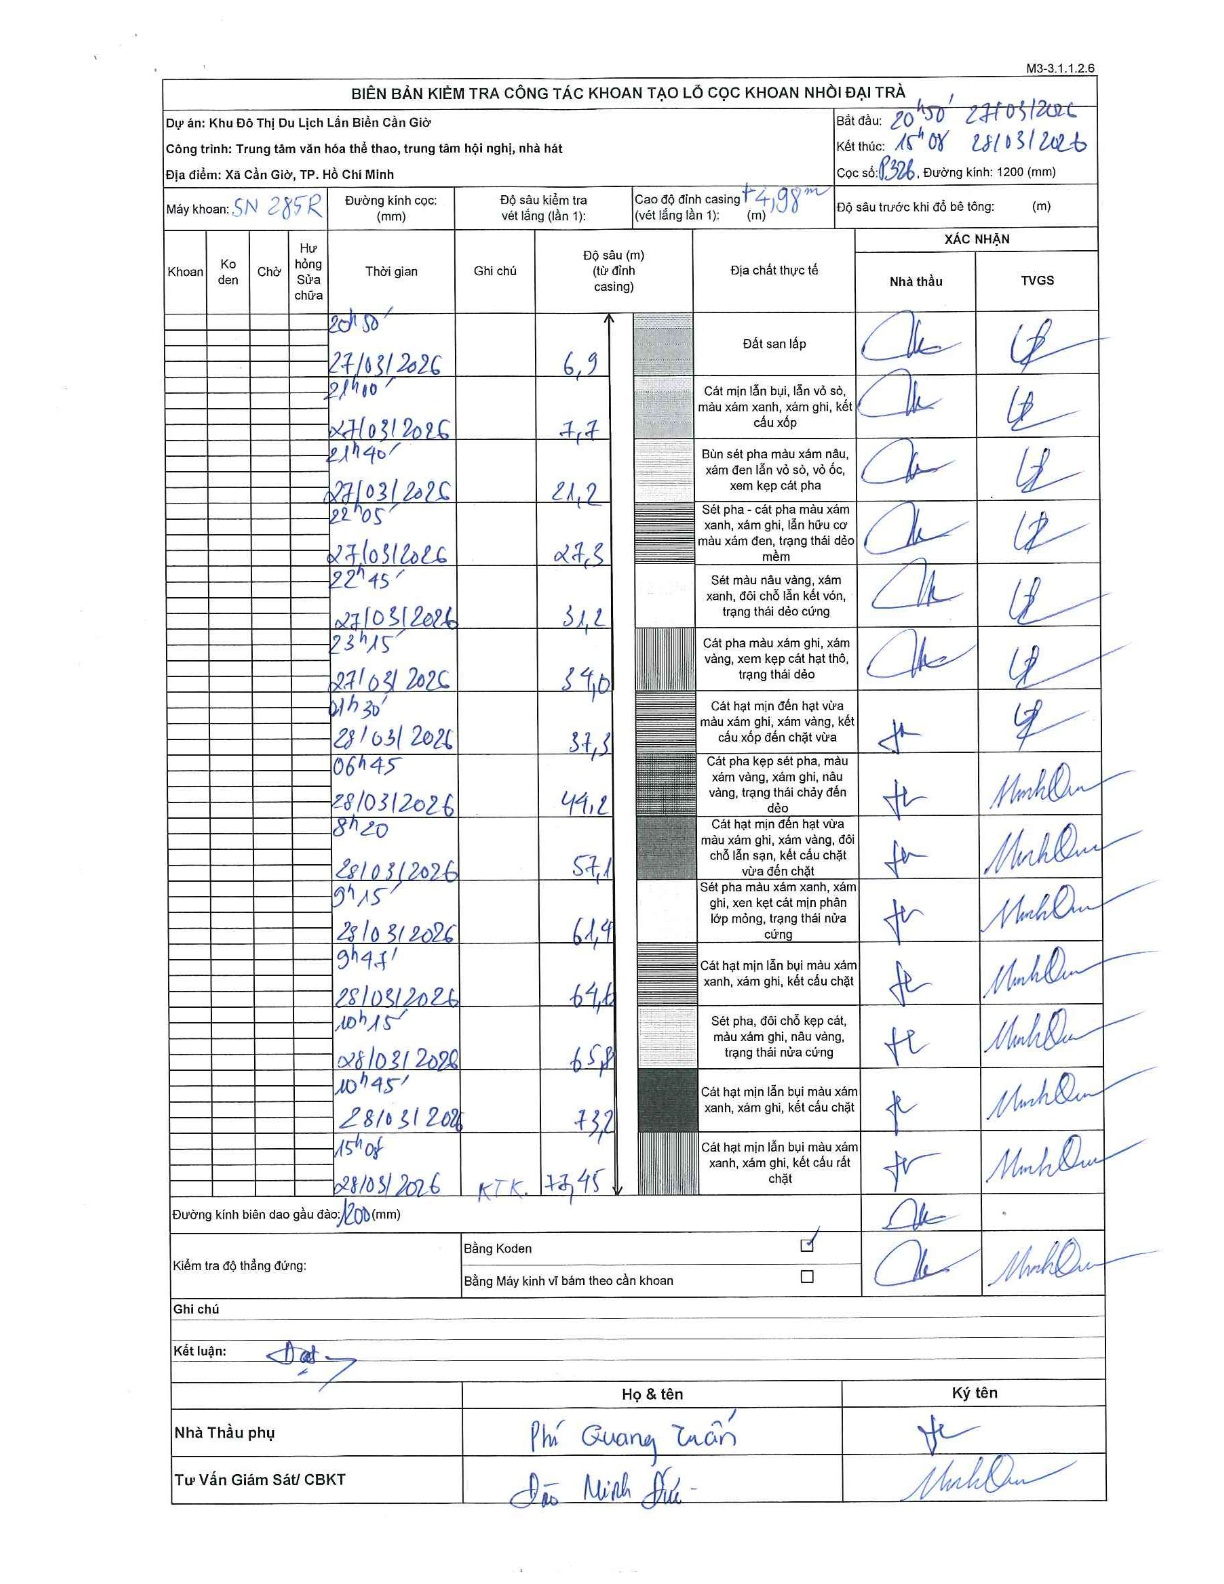 M3-3.1.1.2.6
BIÊN BẢN KIỂM TRA CÔNG TÁC KHOAN TẠO LỖ CỌC KHOAN NHỒI ĐẠI TRÀ
Dự án: Khu Đô Thị Du Lịch Lấn Biển Cần Giờ
Công trình: Trung tâm văn hóa thể thao, trung tâm hội nghị, nhà hát
Địa điểm: Xã Cần Giờ, TP. Hồ Chí Minh
Bắt đầu: 20h50' 27/03/2026
Kết thúc: 15h08 28/03/2026
Cọc số: P326, Đường kính: 1200 (mm)
Máy khoan: SN 285R
Đường kính cọc:
(mm)
Độ sâu kiểm tra
vét lắng (lần 1):
Cao độ đỉnh casing +4,98m
(vét lắng lần 1): (m)
Độ sâu trước khi đổ bê tông: (m)
Khoan
Ko
den
Chờ
Hư
hỏng
Sửa
chữa
Thời gian
Ghi chú
Độ sâu (m)
(từ đỉnh
casing)
Địa chất thực tế
XÁC NHẬN
Nhà thầu
TVGS
20h50'
27/03/2026 6,9
Đất san lấp
21h00'
27/03/2026 7,7
Cát mịn lẫn bụi, lẫn vỏ sò,
màu xám xanh, xám ghi, kết
cấu xốp
21h40'
27/03/2026 21,2
Bùn sét pha màu xám nâu,
xám đen lẫn vỏ sò, vỏ ốc,
xem kẹp cát pha
22h05'
27/03/2026 27,3
Sét pha - cát pha màu xám
xanh, xám ghi, lẫn hữu cơ
màu xám đen, trạng thái dẻo
mềm
22h45'
27/03/2026 31,2
Sét màu nâu vàng, xám
xanh, đôi chỗ lẫn kết vón,
trạng thái dẻo cứng
23h15'
27/03/2026 34,0
Cát pha màu xám ghi, xám
vàng, xem kẹp cát hạt thô,
trạng thái dẻo
01h30'
28/03/2026 37,3
Cát hạt mịn đến hạt vừa
màu xám ghi, xám vàng, kết
cấu xốp đến chặt vừa
06h45
28/03/2026 44,2
Cát pha kẹp sét pha, màu
xám vàng, xám ghi, nâu
vàng, trạng thái chảy đến
dẻo
8h20
28/03/2026 57,1
Cát hạt mịn đến hạt vừa
màu xám ghi, xám vàng, đôi
chỗ lẫn sạn, kết cấu chặt
vừa đến chặt
9h15'
28/03/2026 61,4
Sét pha màu xám xanh, xám
ghi, xen kẹt cát mịn phân
lớp mỏng, trạng thái nửa
cứng
9h47'
28/03/2026 64,6
Cát hạt mịn lẫn bụi màu xám
xanh, xám ghi, kết cấu chặt
10h15'
28/03/2026 65,8
Sét pha, đôi chỗ kẹp cát,
màu xám ghi, nâu vàng,
trạng thái nửa cứng
10h45'
28/03/2026 73,2
Cát hạt mịn lẫn bụi màu xám
xanh, xám ghi, kết cấu chặt
15h08
28/03/2026 KTK. 77,45
Cát hạt mịn lẫn bụi màu xám
xanh, xám ghi, kết cấu rất
chặt
Đường kính biên dao gầu đào: 1200 (mm)
Kiểm tra độ thẳng đứng:
Bằng Koden ☑
Bằng Máy kinh vĩ bám theo cần khoan ☐
Ghi chú
Kết luận: Đạt
Họ & tên
Ký tên
Nhà Thầu phụ
Phí Quang Tuấn
Tư Vấn Giám Sát/ CBKT
Đào Minh Đức